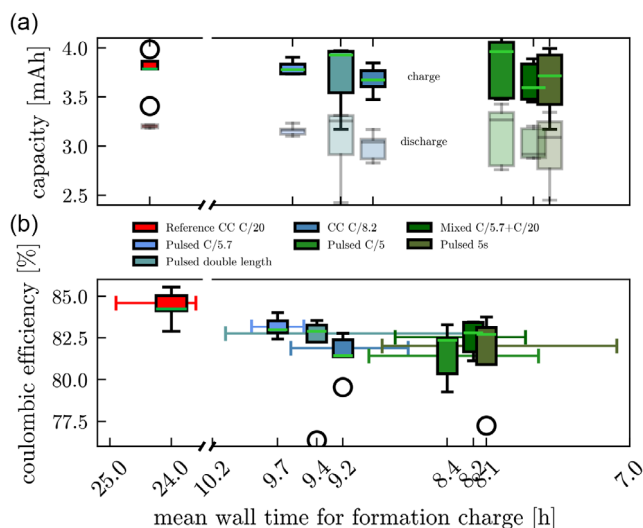 (a)
capacity [mAh]
4.0
3.5
3.0
2.5
charge
discharge
Reference CC C/20
CC C/8.2
Mixed C/5.7+C/20
Pulsed C/5.7
Pulsed C/5
Pulsed 5s
Pulsed double length
(b)
coulombic efficiency [%]
85.0
82.5
80.0
77.5
25.0
24.0
10.2
9.7
9.4
9.2
8.4
8.1
7.0
mean wall time for formation charge [h]